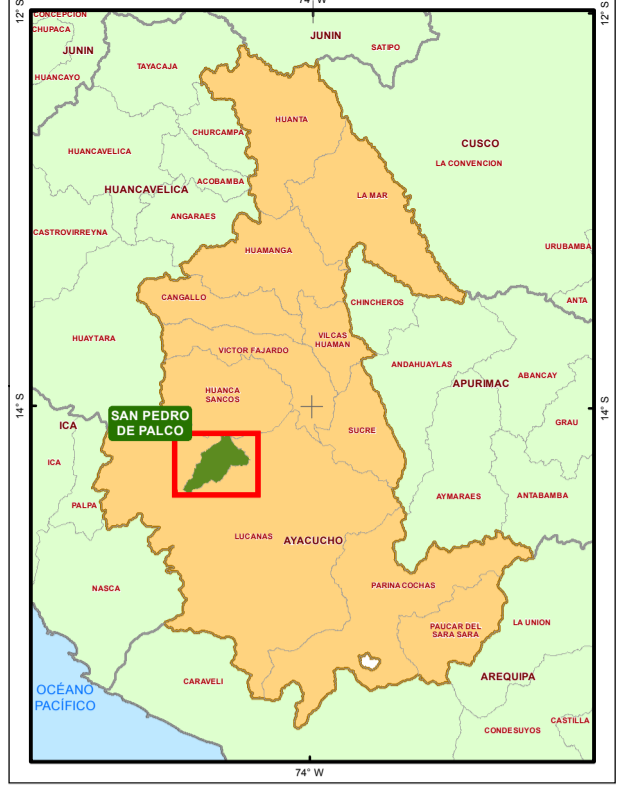 74° W
12° S
12° S
CONCEPCION
CHUPACA
JUNIN
JUNIN
SATIPO
TAYACAJA
HUANCAYO
HUANTA
CHURCAMPA
CUSCO
HUANCAVELICA
LA CONVENCION
ACOBAMBA
HUANCAVELICA
LA MAR
ANGARAES
CASTROVIRREYNA
URUBAMBA
HUAMANGA
CANGALLO
CHINCHEROS
ANTA
HUAYTARA
VILCAS
HUAMAN
VICTOR FAJARDO
ANDAHUAYLAS
ABANCAY
APURIMAC
HUANCA
SANCOS
14° S
14° S
SAN PEDRO
DE PALCO
GRAU
ICA
SUCRE
ICA
AYMARAES
ANTABAMBA
PALPA
LUCANAS
AYACUCHO
NASCA
PARINACOCHAS
PAUCAR DEL
SARA SARA
LA UNION
AREQUIPA
CARAVELI
OCÉANO
PACÍFICO
CASTILLA
CONDESUYOS
74° W